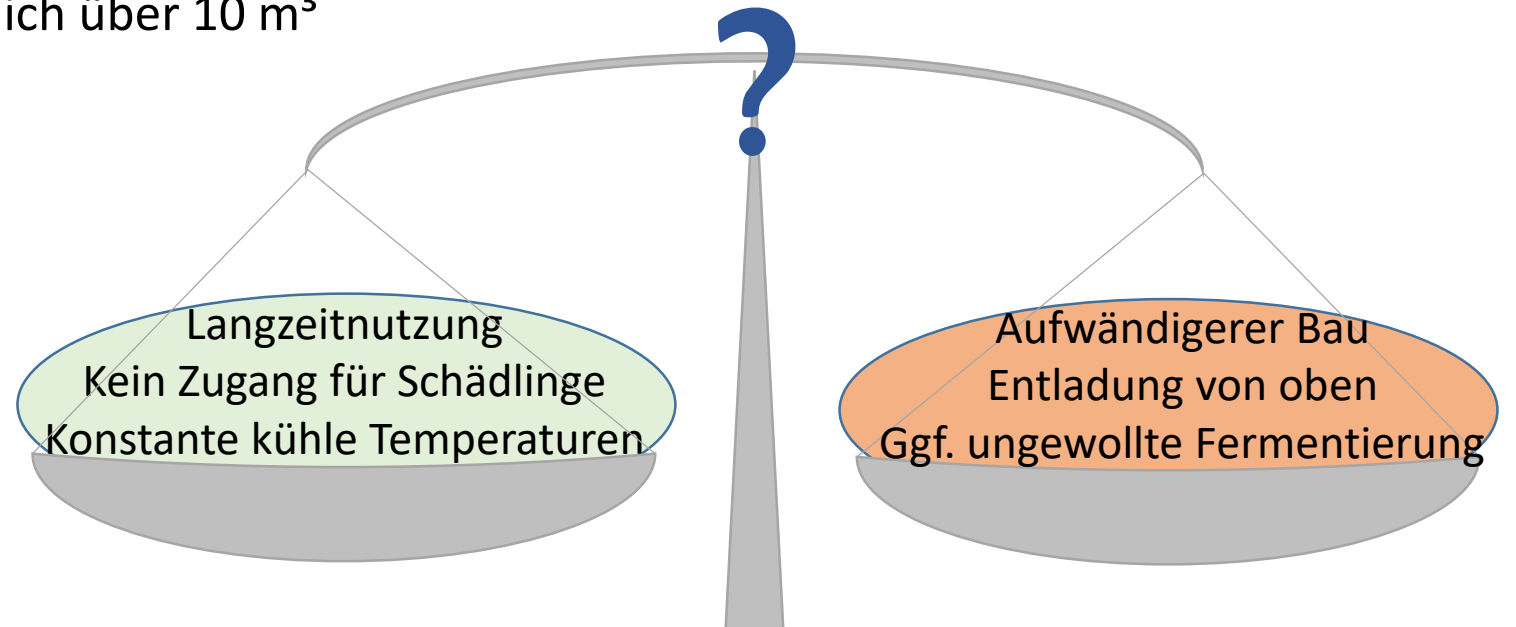 ich über 10 m³
?
Langzeitnutzung
Kein Zugang für Schädlinge
Konstante kühle Temperaturen
Aufwändigerer Bau
Entladung von oben
Ggf. ungewollte Fermentierung